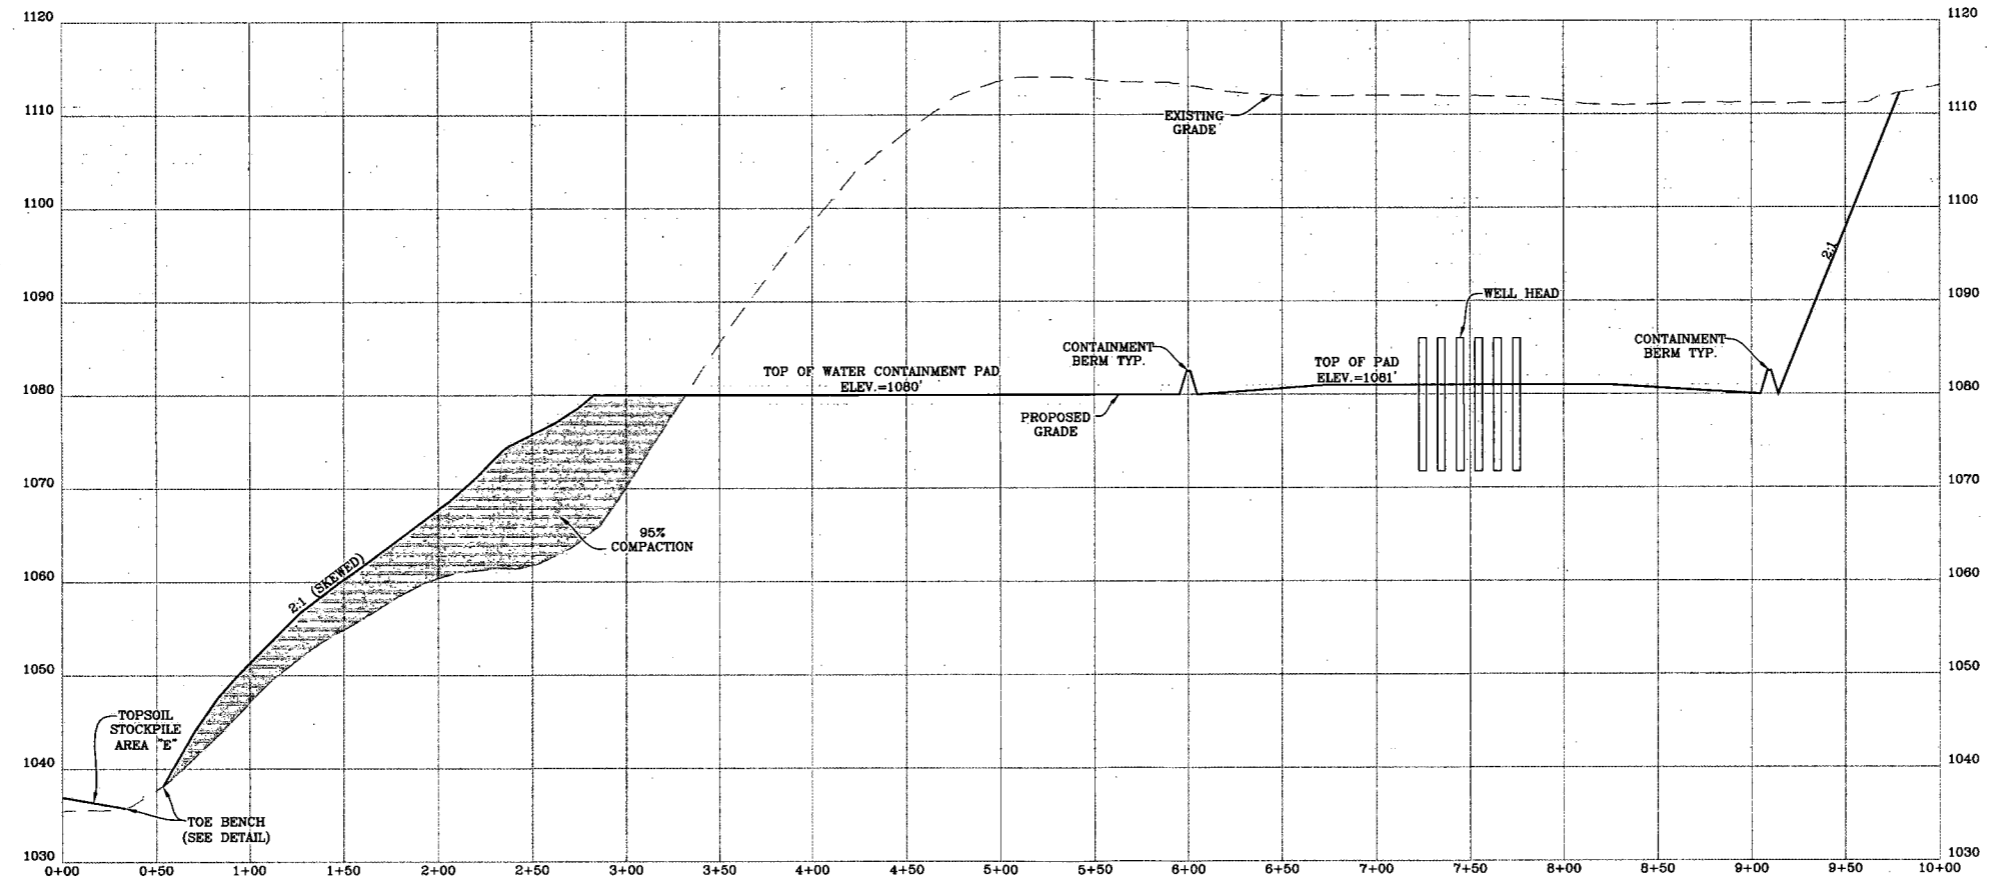 1120
1110
1100
1090
1080
1070
1060
1050
1040
1030
1120
1110
1100
1090
1080
1070
1060
1050
1040
1030
EXISTING
GRADE
2:1
WELL HEAD
CONTAINMENT
BERM TYP.
TOP OF PAD
ELEV.=1081'
CONTAINMENT
BERM TYP.
TOP OF WATER CONTAINMENT PAD
ELEV.=1080'
PROPOSED
GRADE
95%
COMPACTION
2:1 (SKEWED)
TOPSOIL
STOCKPILE
AREA "E"
TOE BENCH
(SEE DETAIL)
0+00 0+50 1+00 1+50 2+00 2+50 3+00 3+50 4+00 4+50 5+00 5+50 6+00 6+50 7+00 7+50 8+00 8+50 9+00 9+50 10+00